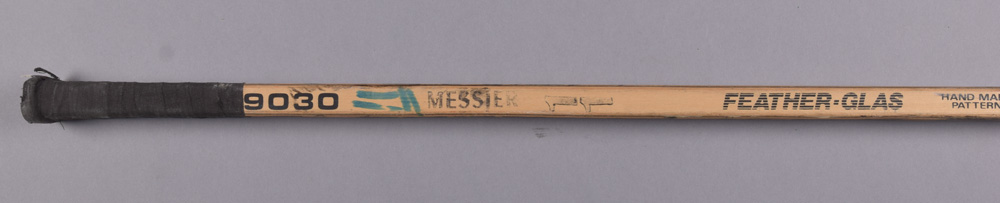 9030 MESSIER FEATHER-GLAS
HAND MA
PATTERN